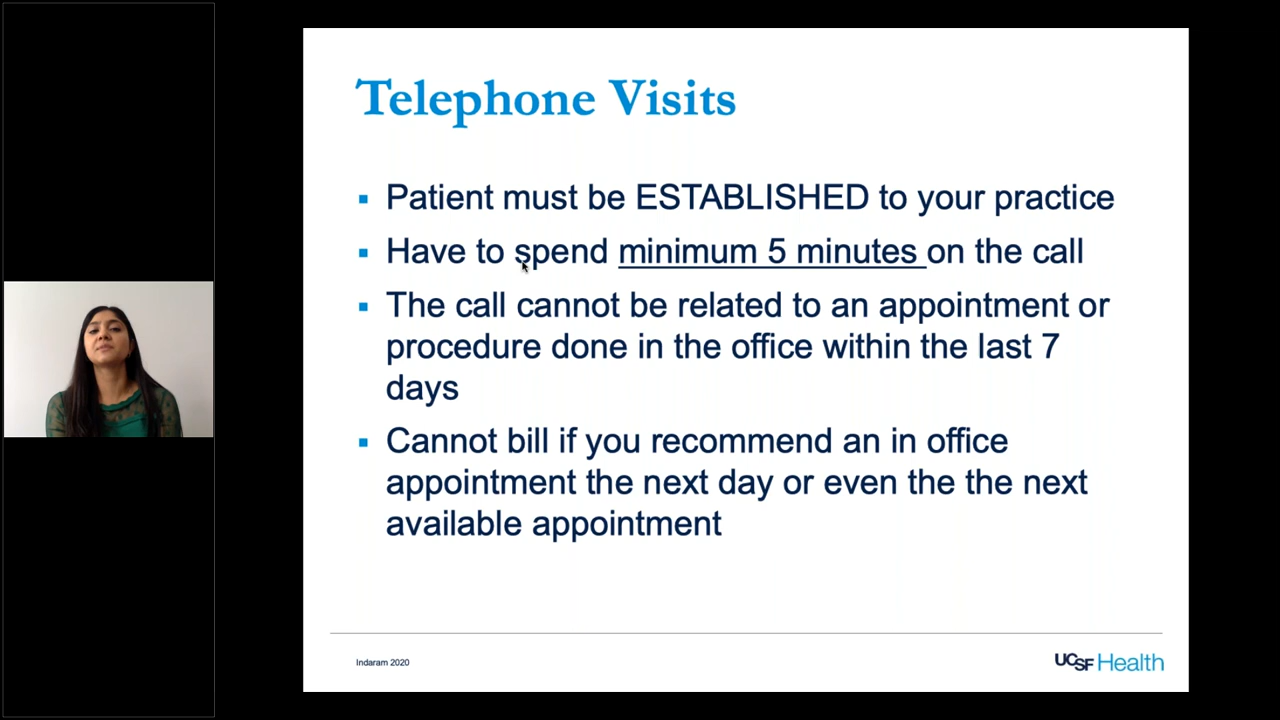 Telephone Visits
Patient must be ESTABLISHED to your practice
Have to spend minimum 5 minutes on the call
The call cannot be related to an appointment or
procedure done in the office within the last 7
days
Cannot bill if you recommend an in office
appointment the next day or even the the next
available appointment
Indaram 2020
UCSF Health